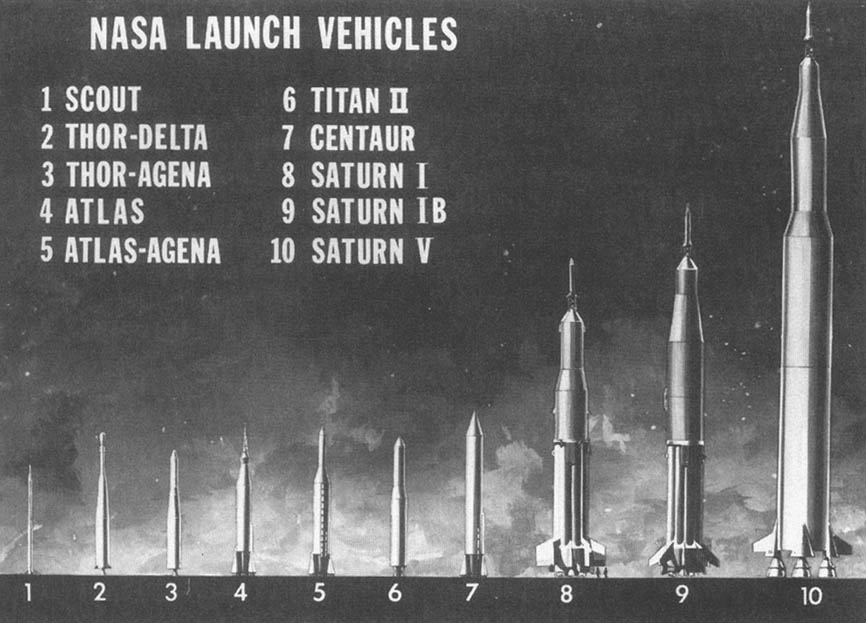 NASA LAUNCH VEHICLES
1 SCOUT
2 THOR-DELTA
3 THOR-AGENA
4 ATLAS
5 ATLAS-AGENA
6 TITAN II
7 CENTAUR
8 SATURN I
9 SATURN IB
10 SATURN V
1 2 3 4 5 6 7 8 9 10